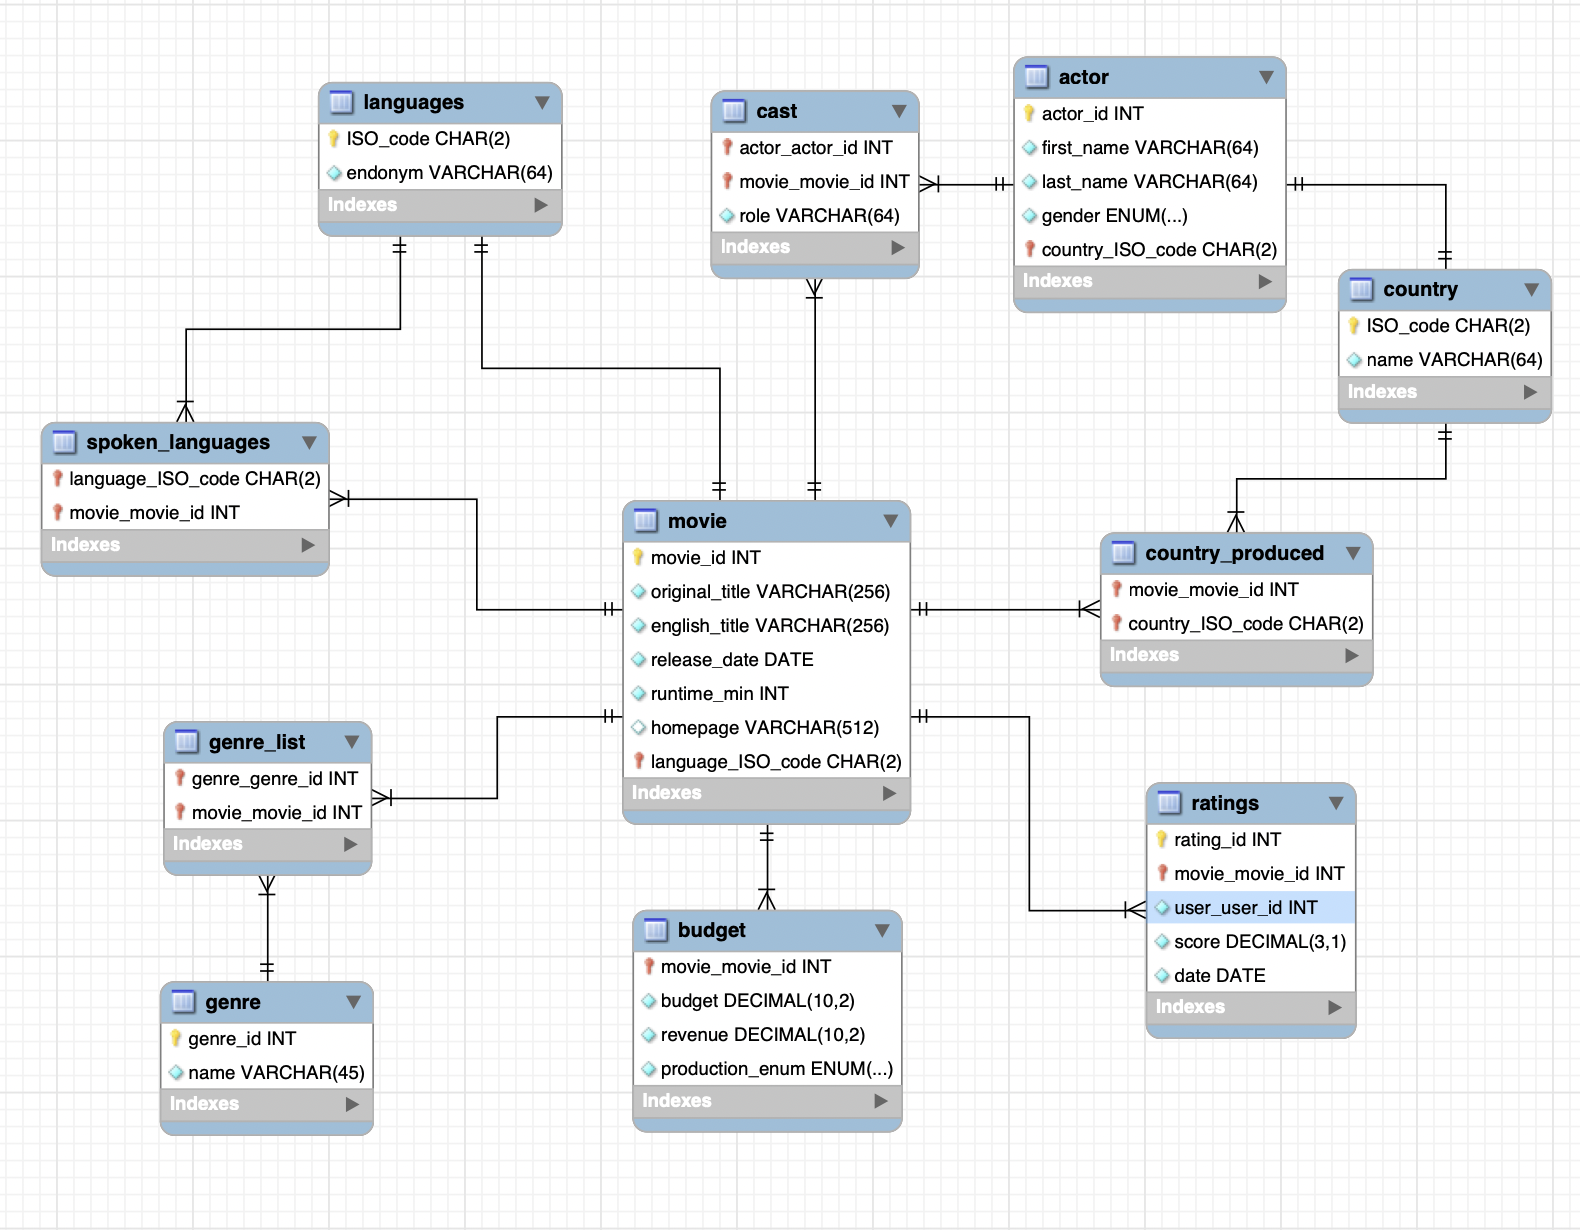 languages
ISO_code CHAR(2)
endonym VARCHAR(64)
Indexes
cast
actor_actor_id INT
movie_movie_id INT
role VARCHAR(64)
Indexes
actor
actor_id INT
first_name VARCHAR(64)
last_name VARCHAR(64)
gender ENUM(...)
country_ISO_code CHAR(2)
Indexes
country
ISO_code CHAR(2)
name VARCHAR(64)
Indexes
spoken_languages
language_ISO_code CHAR(2)
movie_movie_id INT
Indexes
movie
movie_id INT
original_title VARCHAR(256)
english_title VARCHAR(256)
release_date DATE
runtime_min INT
homepage VARCHAR(512)
language_ISO_code CHAR(2)
Indexes
country_produced
movie_movie_id INT
country_ISO_code CHAR(2)
Indexes
genre_list
genre_genre_id INT
movie_movie_id INT
Indexes
ratings
rating_id INT
movie_movie_id INT
user_user_id INT
score DECIMAL(3,1)
date DATE
Indexes
budget
movie_movie_id INT
budget DECIMAL(10,2)
revenue DECIMAL(10,2)
production_enum ENUM(...)
Indexes
genre
genre_id INT
name VARCHAR(45)
Indexes